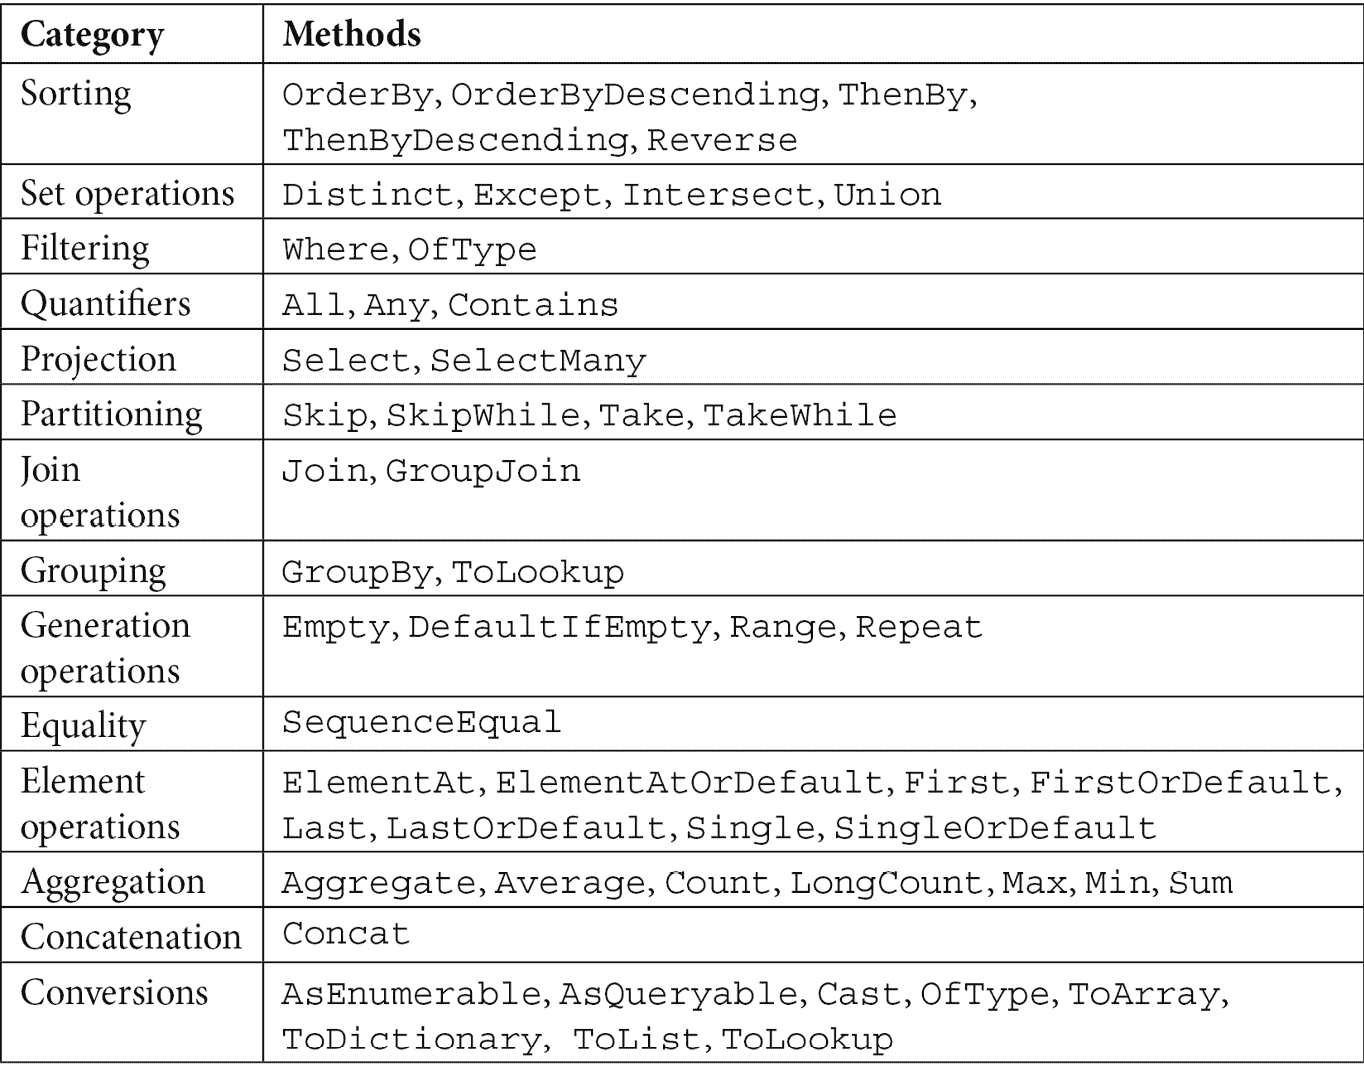 Category Methods
Sorting OrderBy, OrderByDescending, ThenBy,
ThenByDescending, Reverse
Set operations Distinct, Except, Intersect, Union
Filtering Where, OfType
Quantifiers All, Any, Contains
Projection Select, SelectMany
Partitioning Skip, SkipWhile, Take, TakeWhile
Join Join, GroupJoin
operations
Grouping GroupBy, ToLookup
Generation Empty, DefaultIfEmpty, Range, Repeat
operations
Equality SequenceEqual
Element ElementAt, ElementAtOrDefault, First, FirstOrDefault,
operations Last, LastOrDefault, Single, SingleOrDefault
Aggregation Aggregate, Average, Count, LongCount, Max, Min, Sum
Concatenation Concat
Conversions AsEnumerable, AsQueryable, Cast, OfType, ToArray,
ToDictionary, ToList, ToLookup